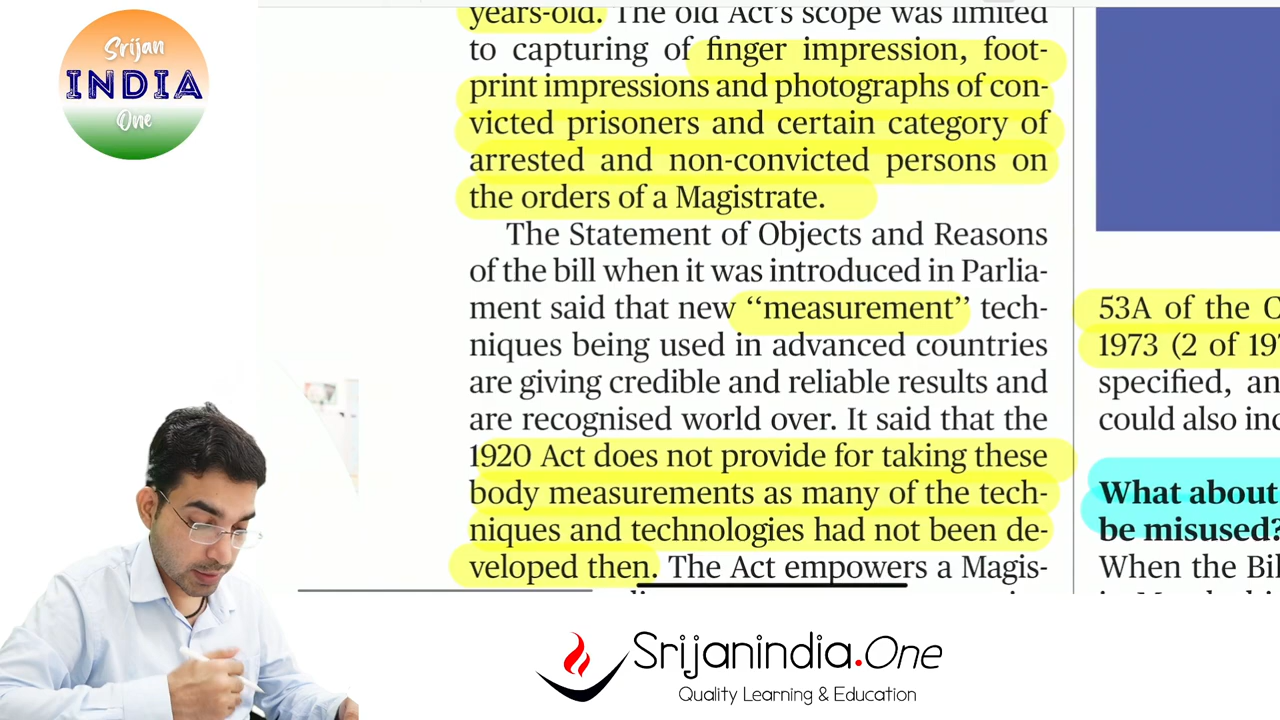 Srijan
INDIA
One
years-old. The old Act's scope was limited
to capturing of finger impression, foot-
print impressions and photographs of con-
victed prisoners and certain category of
arrested and non-convicted persons on
the orders of a Magistrate.
The Statement of Objects and Reasons
of the bill when it was introduced in Parlia-
ment said that new “measurement” tech-
niques being used in advanced countries
are giving credible and reliable results and
are recognised world over. It said that the
1920 Act does not provide for taking these
body measurements as many of the tech-
niques and technologies had not been de-
veloped then. The Act empowers a Magis-
53A of the
1973 (2 of
specified,
could also
What about
be misused?
When the
Srijanindia.One
Quality Learning & Education